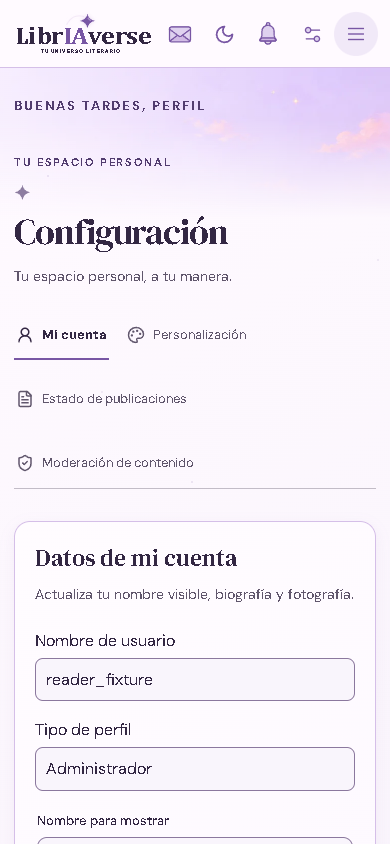 LibrIAverse
TU UNIVERSO LITERARIO
BUENAS TARDES, PERFIL
TU ESPACIO PERSONAL
Configuración
Tu espacio personal, a tu manera.
Mi cuenta
Personalización
Estado de publicaciones
Moderación de contenido
Datos de mi cuenta
Actualiza tu nombre visible, biografía y fotografía.
Nombre de usuario
reader_fixture
Tipo de perfil
Administrador
Nombre para mostrar